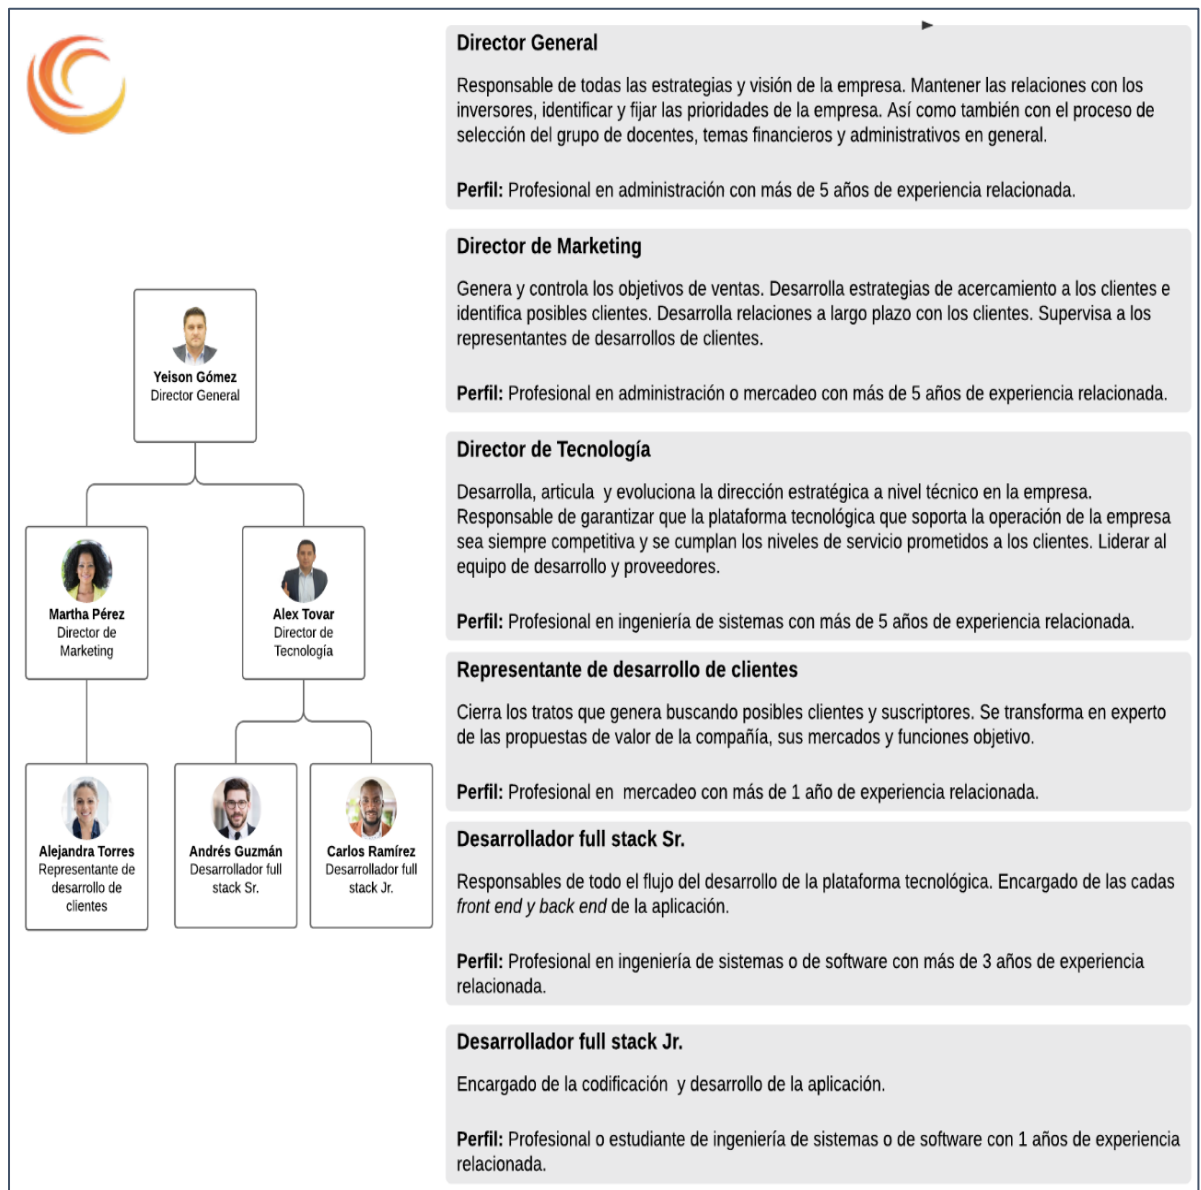 Yeison Gómez
Director General
Martha Pérez
Director de
Marketing
Alex Tovar
Director de
Tecnología
Alejandra Torres
Representante de
desarrollo de
clientes
Andrés Guzmán
Desarrollador full
stack Sr.
Carlos Ramírez
Desarrollador full
stack Jr.
Director General
Responsable de todas las estrategias y visión de la empresa. Mantener las relaciones con los
inversores, identificar y fijar las prioridades de la empresa. Así como también con el proceso de
selección del grupo de docentes, temas financieros y administrativos en general.
Perfil: Profesional en administración con más de 5 años de experiencia relacionada.
Director de Marketing
Genera y controla los objetivos de ventas. Desarrolla estrategias de acercamiento a los clientes e
identifica posibles clientes. Desarrolla relaciones a largo plazo con los clientes. Supervisa a los
representantes de desarrollos de clientes.
Perfil: Profesional en administración o mercadeo con más de 5 años de experiencia relacionada.
Director de Tecnología
Desarrolla, articula  y evoluciona la dirección estratégica a nivel técnico en la empresa.
Responsable de garantizar que la plataforma tecnológica que soporta la operación de la empresa
sea siempre competitiva y se cumplan los niveles de servicio prometidos a los clientes. Liderar al
equipo de desarrollo y proveedores.
Perfil: Profesional en ingeniería de sistemas con más de 5 años de experiencia relacionada.
Representante de desarrollo de clientes
Cierra los tratos que genera buscando posibles clientes y suscriptores. Se transforma en experto
de las propuestas de valor de la compañía, sus mercados y funciones objetivo.
Perfil: Profesional en  mercadeo con más de 1 año de experiencia relacionada.
Desarrollador full stack Sr.
Responsables de todo el flujo del desarrollo de la plataforma tecnológica. Encargado de las cadas
front end y back end de la aplicación.
Perfil: Profesional en ingeniería de sistemas o de software con más de 3 años de experiencia
relacionada.
Desarrollador full stack Jr.
Encargado de la codificación  y desarrollo de la aplicación.
Perfil: Profesional o estudiante de ingeniería de sistemas o de software con 1 años de experiencia
relacionada.